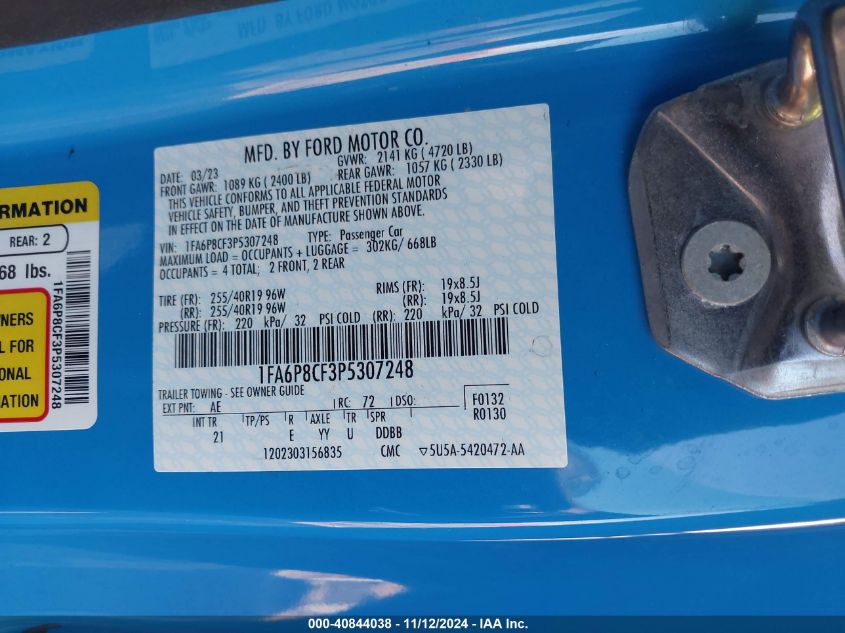 MFD. BY FORD MOTOR CO.
DATE: 03/23 GVWR: 2141 KG ( 4720 LB)
FRONT GAWR: 1089 KG ( 2400 LB) REAR GAWR: 1057 KG ( 2330 LB)
THIS VEHICLE CONFORMS TO ALL APPLICABLE FEDERAL MOTOR
VEHICLE SAFETY, BUMPER, AND THEFT PREVENTION STANDARDS
IN EFFECT ON THE DATE OF MANUFACTURE SHOWN ABOVE.
VIN: 1FA6P8CF3P5307248 TYPE: Passenger Car
MAXIMUM LOAD = OCCUPANTS + LUGGAGE = 302KG/ 668LB
OCCUPANTS = 4 TOTAL; 2 FRONT, 2 REAR
TIRE (FR): 255/40R19 96W RIMS (FR): 19x8.5J
(RR): 255/40R19 96W (RR): 19x8.5J
PRESSURE (FR): 220 kPa/ 32 PSI COLD (RR): 220 kPa/ 32 PSI COLD
1FA6P8CF3P5307248
TRAILER TOWING - SEE OWNER GUIDE
EXT PNT: AE RC: 72 DSO: F0132
INT TR TP/PS R AXLE TR SPR R0130
21 E YY U DDBB
1202303156835 CMC ▽5U5A-5420472-AA
FORMATION
REAR: 2
68 lbs.
WNERS
L FOR
ONAL
ATION
1FA6P8CF3P5307248
000-40844038 - 11/12/2024 - IAA Inc.